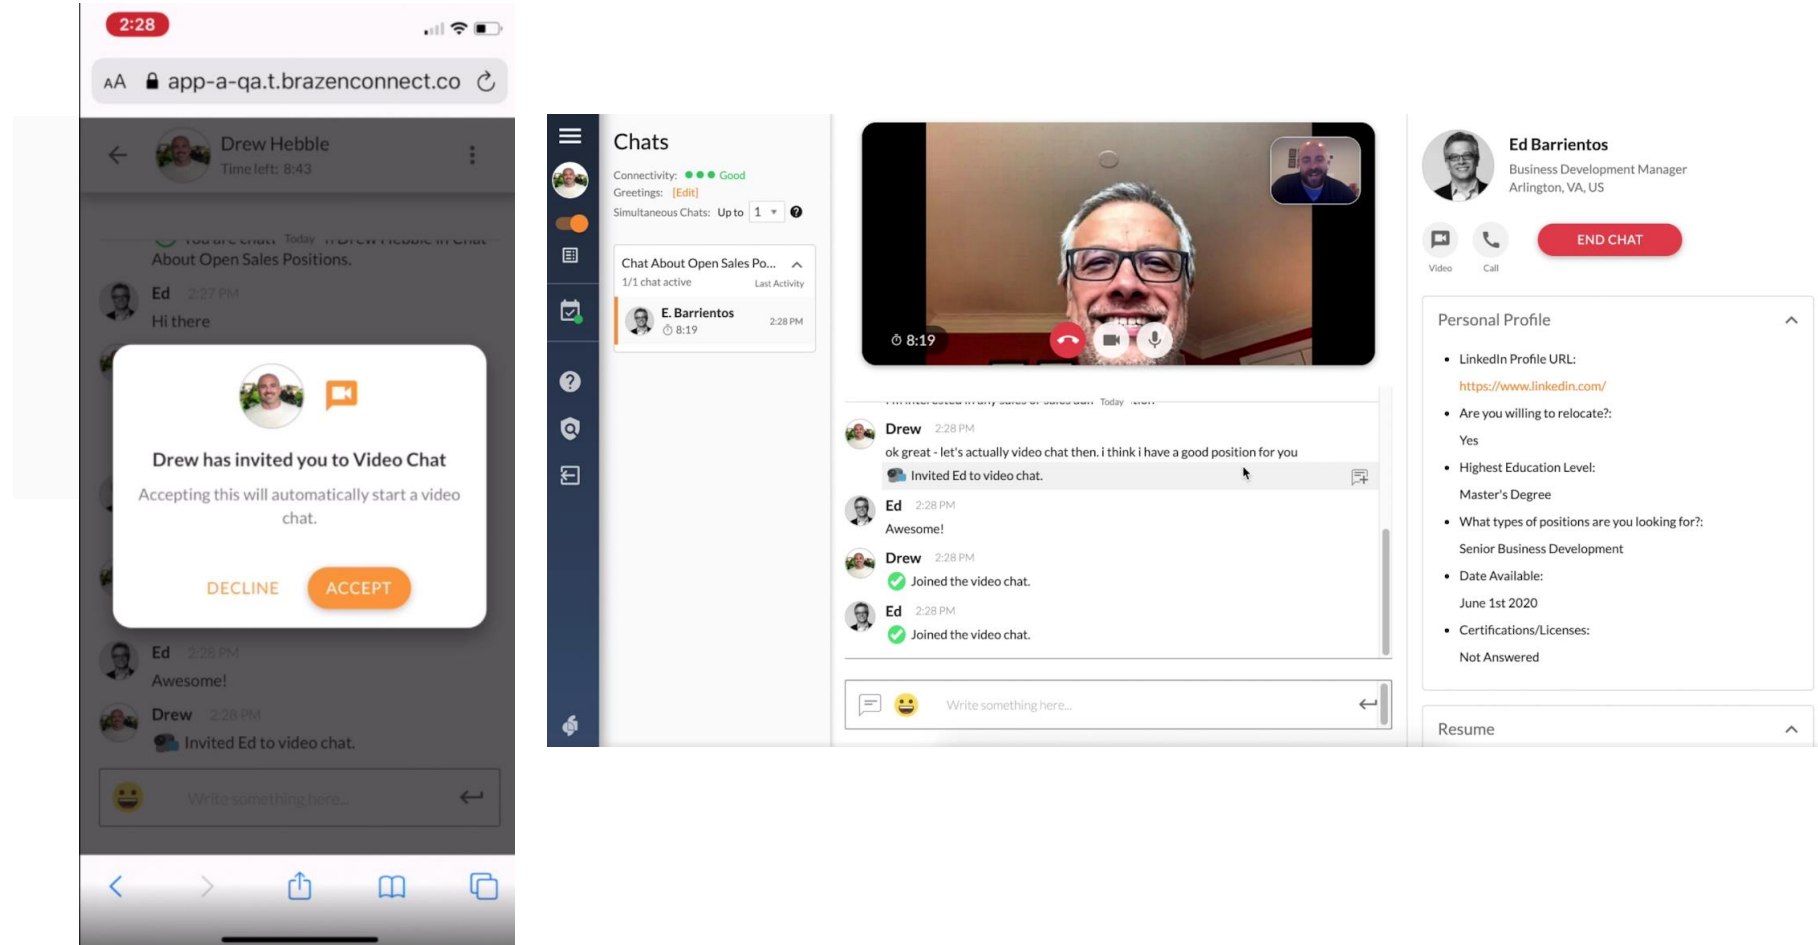 2:28
AA app-a-qa.t.brazenconnect.co
Drew Hebble
Time left: 8:43
Today
About Open Sales Positions.
Ed 2:27 PM
Hi there
Drew has invited you to Video Chat
Accepting this will automatically start a video
chat.
DECLINE ACCEPT
Ed 2:28 PM
Awesome!
Drew 2:28 PM
Invited Ed to video chat.
Write something here...
Chats
Connectivity: Good
Greetings: [Edit]
Simultaneous Chats: Up to 1
Chat About Open Sales Po...
1/1 chat active Last Activity
E. Barrientos
8:19 2:28 PM
8:19
Today
Drew 2:28 PM
ok great - let's actually video chat then. i think i have a good position for you
Invited Ed to video chat.
Ed 2:28 PM
Awesome!
Drew 2:28 PM
Joined the video chat.
Ed 2:28 PM
Joined the video chat.
Write something here...
Ed Barrientos
Business Development Manager
Arlington, VA, US
Video Call END CHAT
Personal Profile
LinkedIn Profile URL:
https://www.linkedin.com/
Are you willing to relocate?:
Yes
Highest Education Level:
Master's Degree
What types of positions are you looking for?:
Senior Business Development
Date Available:
June 1st 2020
Certifications/Licenses:
Not Answered
Resume